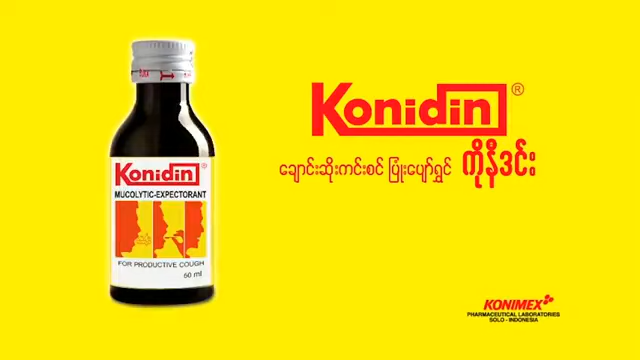 Konidin
MUCOLYTIC-EXPECTORANT
FOR PRODUCTIVE COUGH
60 ml
Konidin®
ချောင်းဆိုးကင်းစင် ပြုံးပျော်ရွှင် ကိုနီဒင်း
KONIMEX
PHARMACEUTICAL LABORATORIES
SOLO - INDONESIA